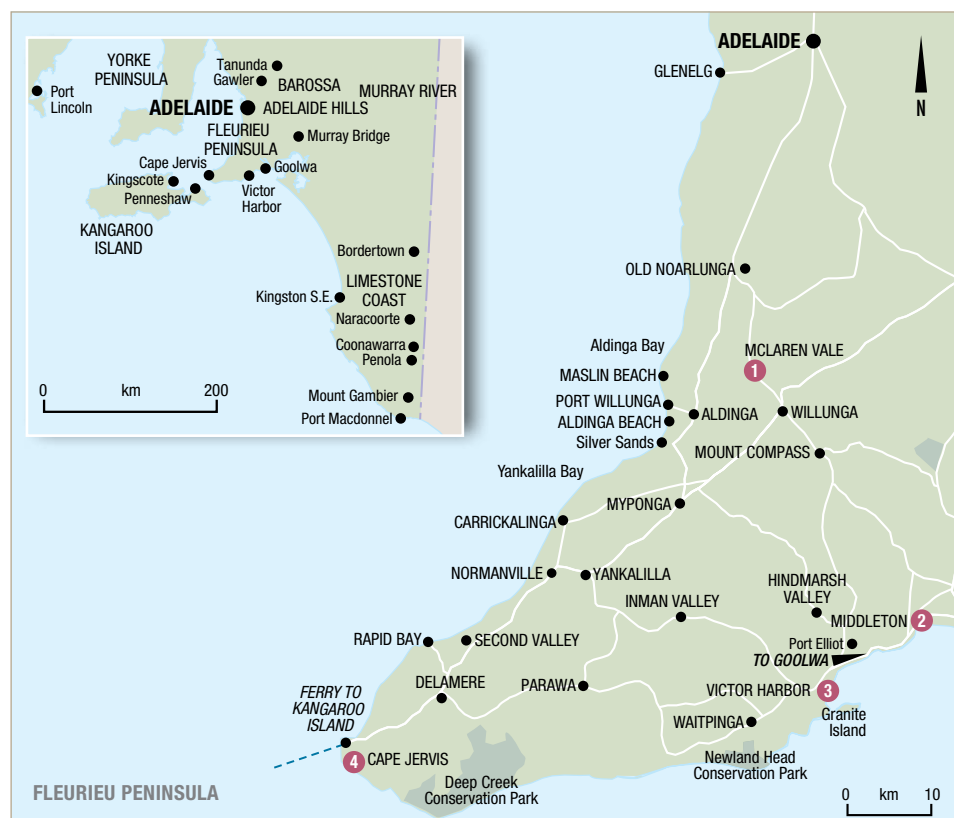 YORKE
PENINSULA
Port
Lincoln
Tanunda
Gawler
BAROSSA
MURRAY RIVER
ADELAIDE
ADELAIDE HILLS
FLEURIEU
PENINSULA
Murray Bridge
Cape Jervis
Goolwa
Kingscote
Penneshaw
Victor
Harbor
KANGAROO
ISLAND
Bordertown
LIMESTONE
COAST
Kingston S.E.
Naracoorte
Coonawarra
Penola
Mount Gambier
Port Macdonnel
0 km 200
ADELAIDE
GLENELG
N
OLD NOARLUNGA
Aldinga Bay
MCLAREN VALE
1
MASLIN BEACH
PORT WILLUNGA
ALDINGA
WILLUNGA
ALDINGA BEACH
Silver Sands
MOUNT COMPASS
Yankalilla Bay
MYPONGA
CARRICKALINGA
NORMANVILLE
YANKALILLA
HINDMARSH
VALLEY
INMAN VALLEY
MIDDLETON
2
Port Elliot
TO GOOLWA
RAPID BAY
SECOND VALLEY
DELAMERE
PARAWA
VICTOR HARBOR
3
Granite
Island
WAITPINGA
FERRY TO
KANGAROO
ISLAND
4
CAPE JERVIS
Newland Head
Conservation Park
Deep Creek
Conservation Park
FLEURIEU PENINSULA
0 km 10